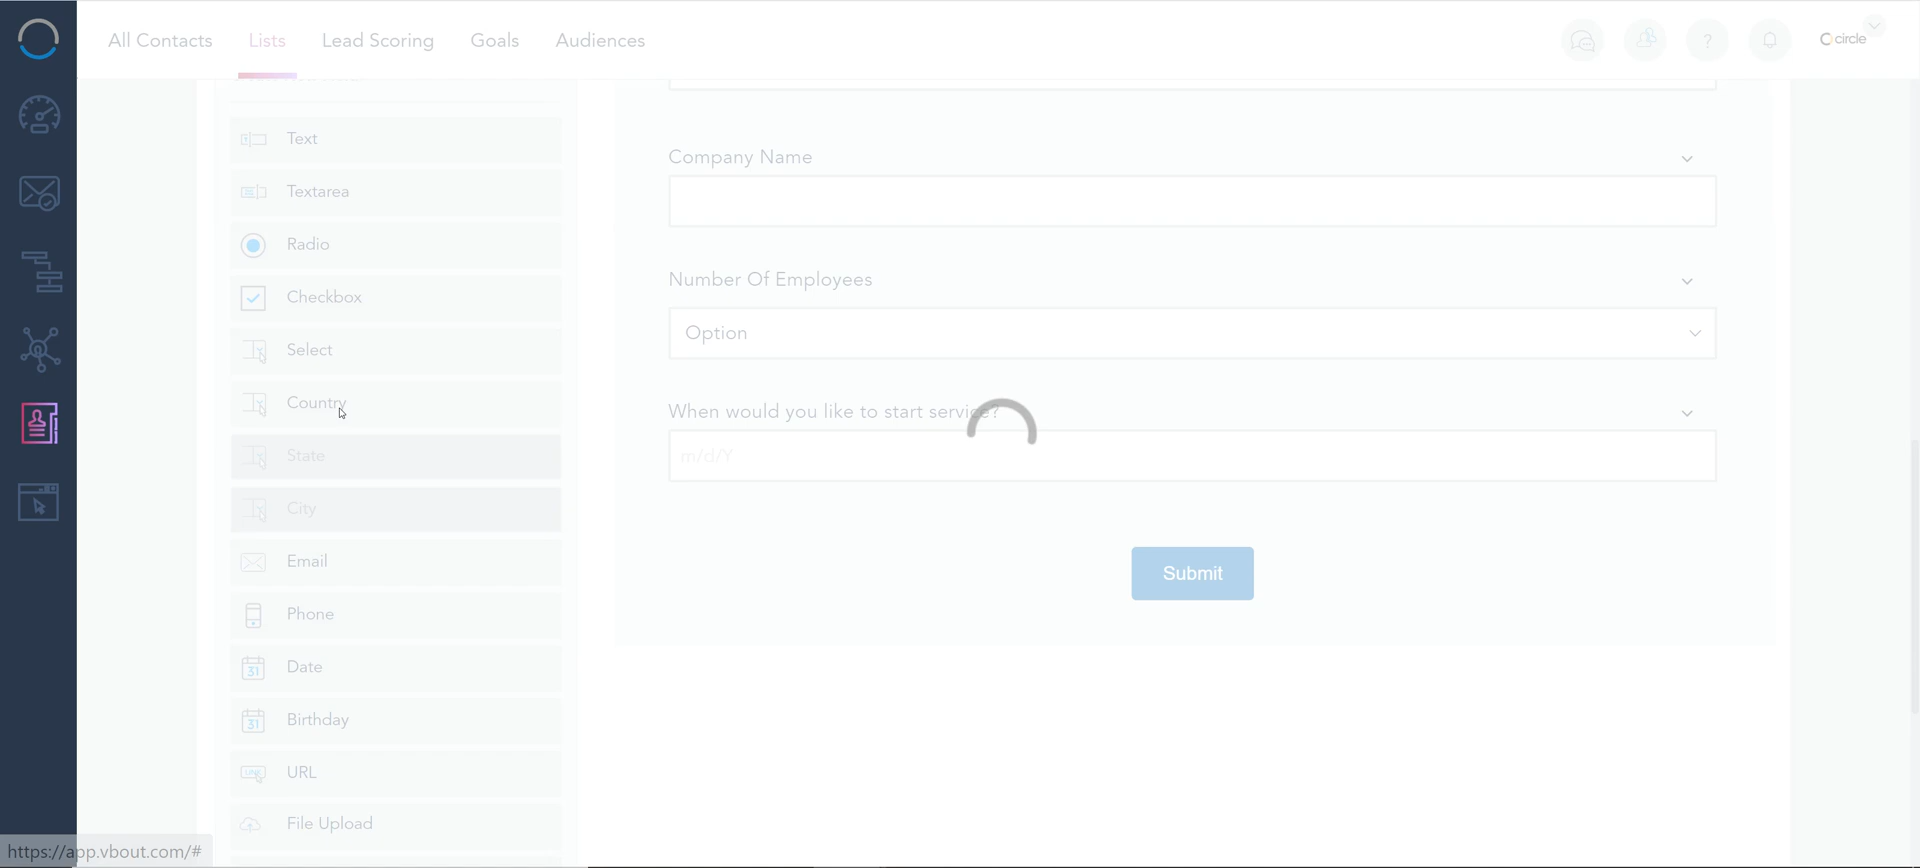 All Contacts
Lists
Lead Scoring
Goals
Audiences
?
circle
Text
Textarea
Radio
Checkbox
Select
Country
State
City
Email
Phone
31 Date
31 Birthday
URL
File Upload
Company Name
Number Of Employees
Option
When would you like to start service?
m/d/Y
Submit
https://app.vbout.com/#